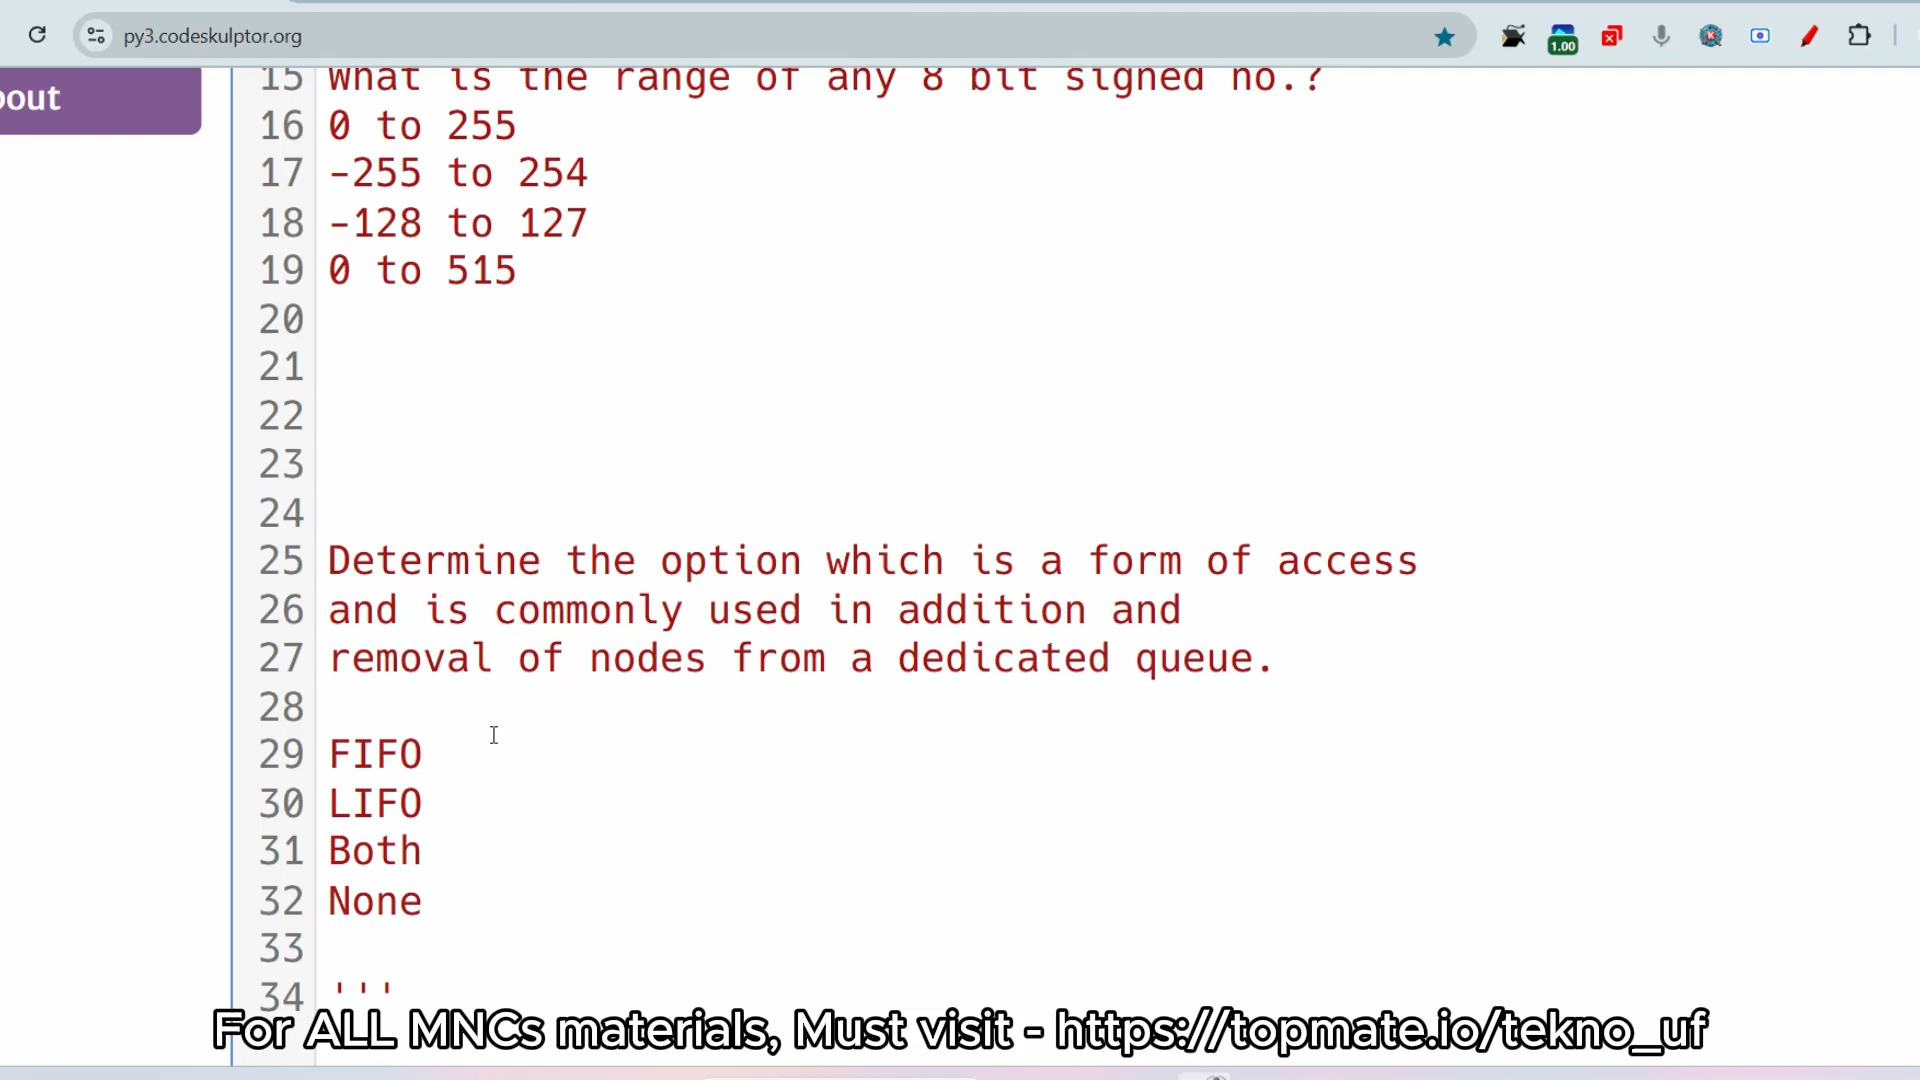 py3.codeskulptor.org
1.00
bout
15 What is the range of any 8 bit signed no.?
16 0 to 255
17 -255 to 254
18 -128 to 127
19 0 to 515
20
21
22
23
24
25 Determine the option which is a form of access
26 and is commonly used in addition and
27 removal of nodes from a dedicated queue.
28
29 FIFO
30 LIFO
31 Both
32 None
33
34 '''
For ALL MNCs materials, Must visit - https://topmate.io/tekno_uf